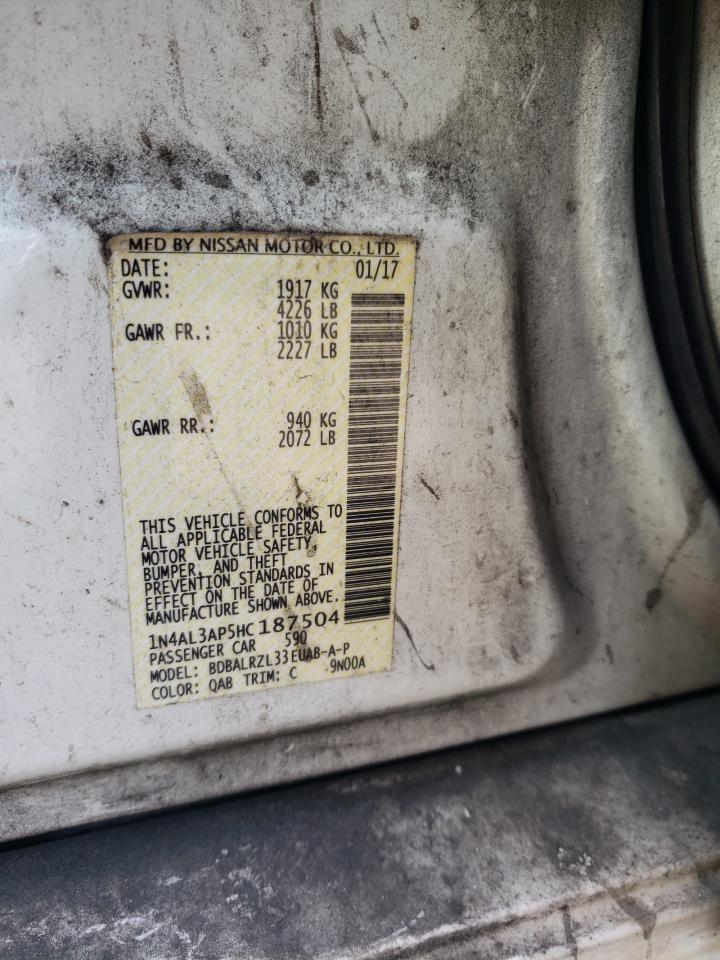 MFD BY NISSAN MOTOR CO., LTD.
DATE: 01/17
GVWR: 1917 KG
4226 LB
GAWR FR.: 1010 KG
2227 LB
GAWR RR.: 940 KG
2072 LB
THIS VEHICLE CONFORMS TO
ALL APPLICABLE FEDERAL
MOTOR VEHICLE SAFETY,
BUMPER, AND THEFT
PREVENTION STANDARDS IN
EFFECT ON THE DATE OF
MANUFACTURE SHOWN ABOVE.
1N4AL3AP5HC187504
PASSENGER CAR 590
MODEL: BDBALRZL33EUAB-A-P
COLOR: QAB TRIM: C 9N00A